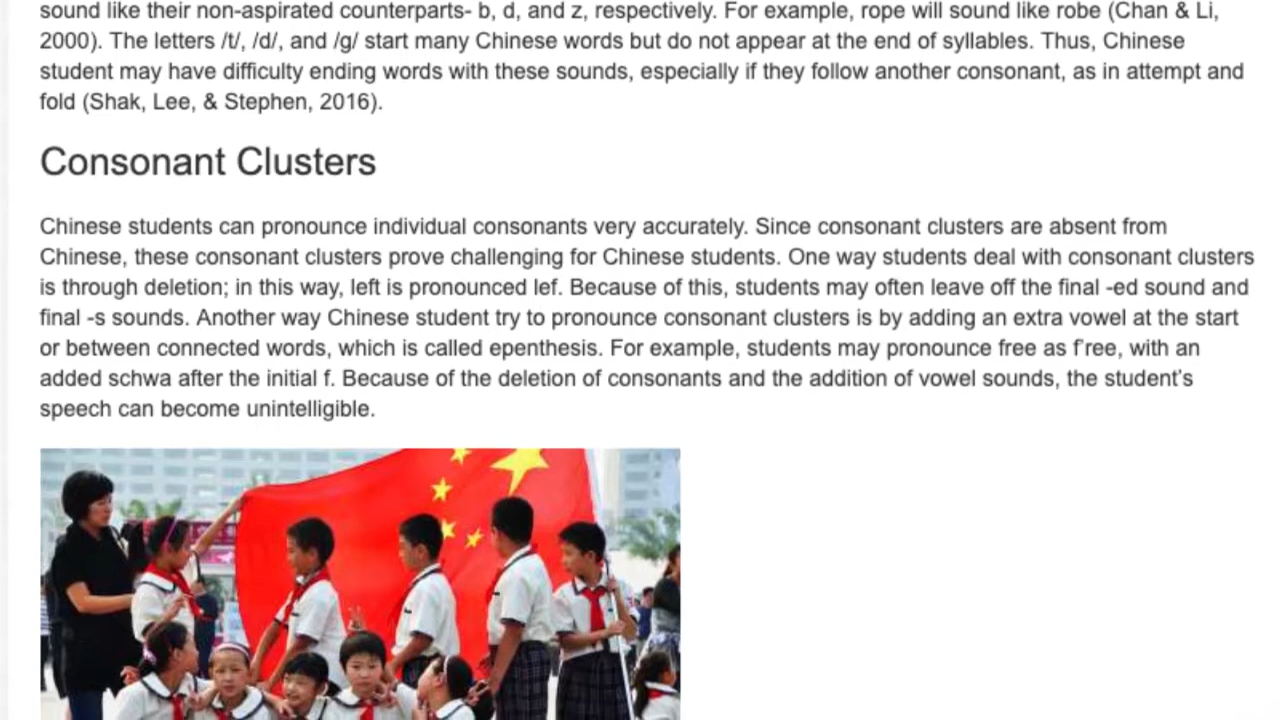 sound like their non-aspirated counterparts- b, d, and z, respectively. For example, rope will sound like robe (Chan & Li,
2000). The letters /t/, /d/, and /g/ start many Chinese words but do not appear at the end of syllables. Thus, Chinese
student may have difficulty ending words with these sounds, especially if they follow another consonant, as in attempt and
fold (Shak, Lee, & Stephen, 2016).
Consonant Clusters
Chinese students can pronounce individual consonants very accurately. Since consonant clusters are absent from
Chinese, these consonant clusters prove challenging for Chinese students. One way students deal with consonant clusters
is through deletion; in this way, left is pronounced lef. Because of this, students may often leave off the final -ed sound and
final -s sounds. Another way Chinese student try to pronounce consonant clusters is by adding an extra vowel at the start
or between connected words, which is called epenthesis. For example, students may pronounce free as f'ree, with an
added schwa after the initial f. Because of the deletion of consonants and the addition of vowel sounds, the student's
speech can become unintelligible.